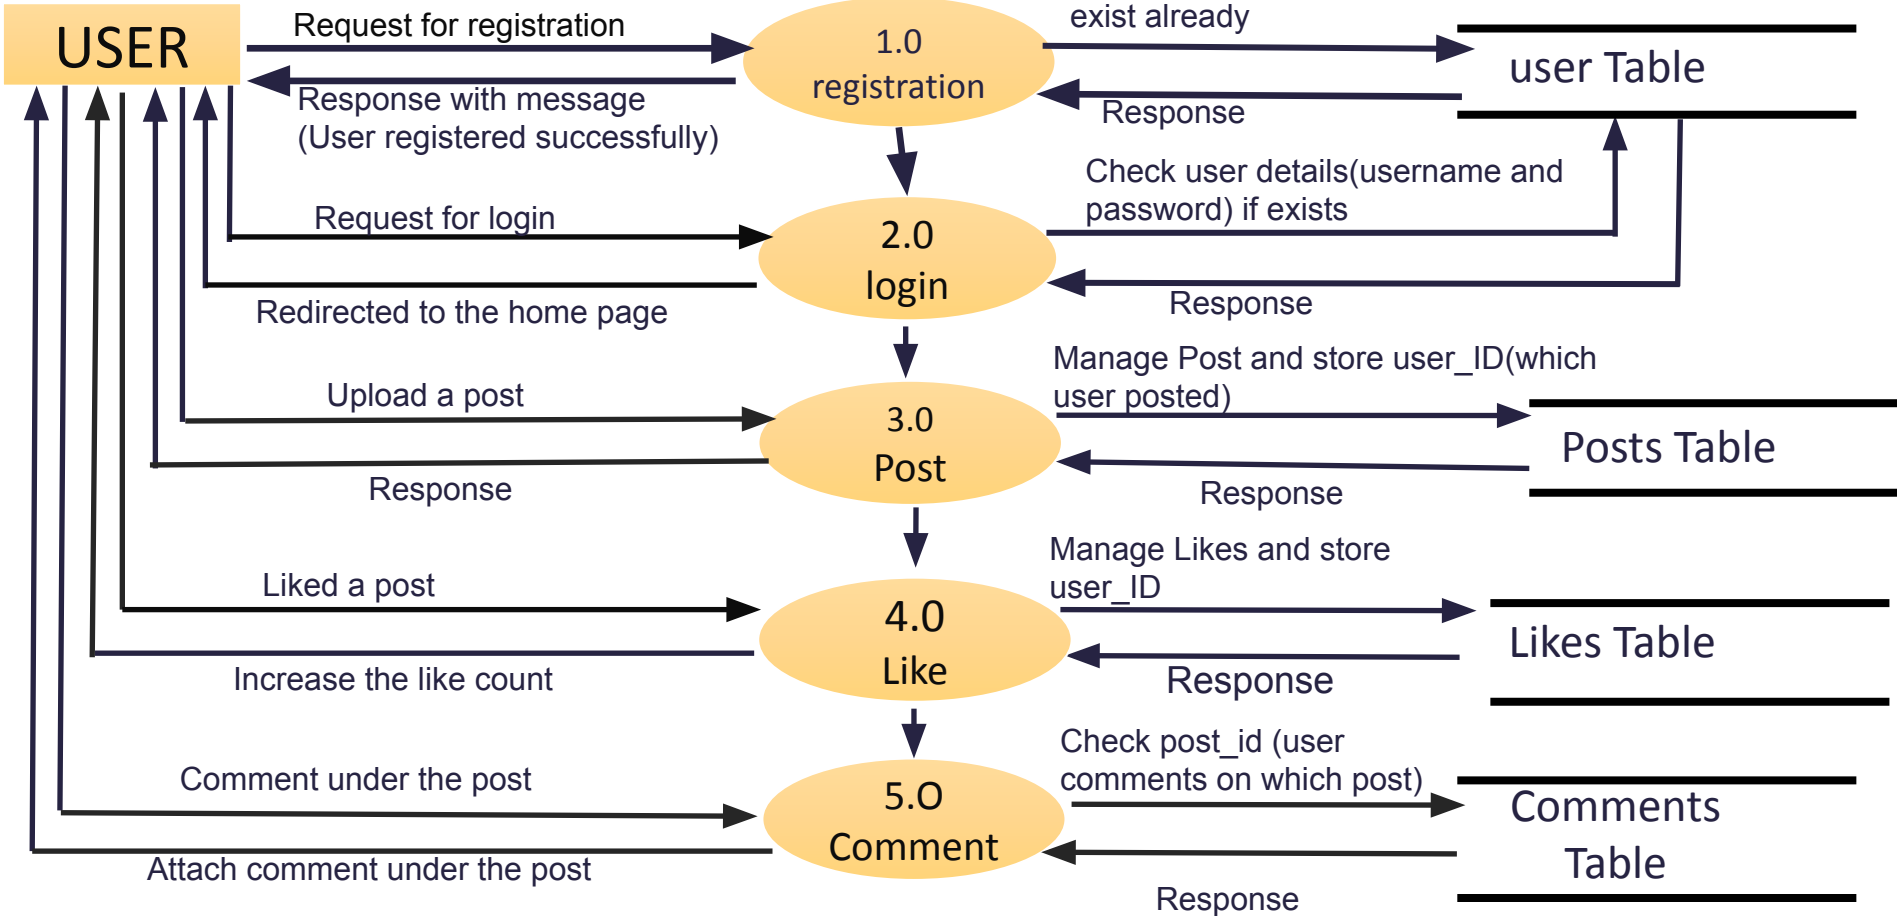 USER
Request for registration
Response with message
(User registered successfully)
1.0
registration
exist already
Response
user Table
Request for login
Redirected to the home page
2.0
login
Check user details(username and
password) if exists
Response
Upload a post
Response
3.0
Post
Manage Post and store user_ID(which
user posted)
Response
Posts Table
Liked a post
Increase the like count
4.0
Like
Manage Likes and store
user_ID
Response
Likes Table
Comment under the post
Attach comment under the post
5.O
Comment
Check post_id (user
comments on which post)
Response
Comments
Table